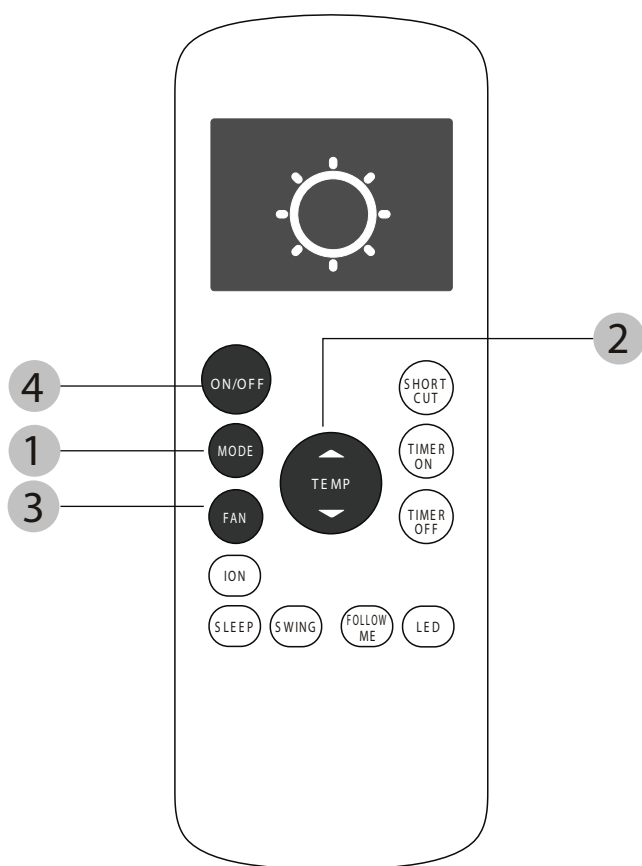 2
ON/OFF
4
SHORT
CUT
MODE
1
TIMER
ON
TEMP
FAN
3
TIMER
OFF
ION
SLEEP
SWING
FOLLOW
ME
LED